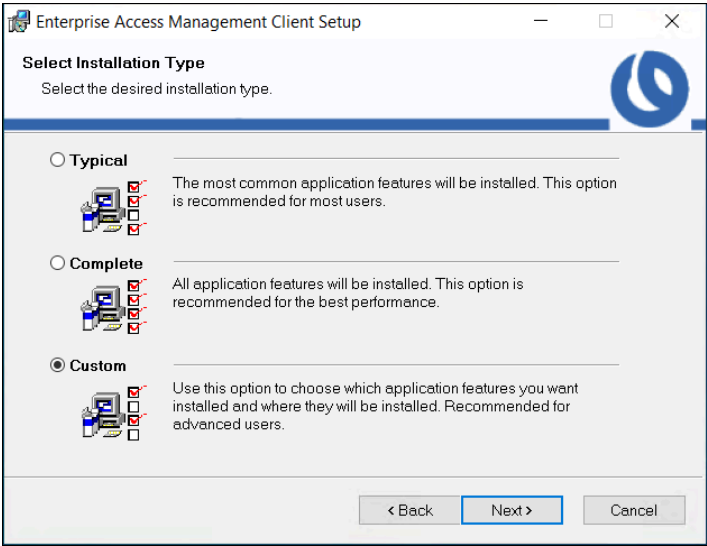 Enterprise Access Management Client Setup
Select Installation Type
Select the desired installation type.
Typical
The most common application features will be installed. This option
is recommended for most users.
Complete
All application features will be installed. This option is
recommended for the best performance.
Custom
Use this option to choose which application features you want
installed and where they will be installed. Recommended for
advanced users.
< Back
Next >
Cancel